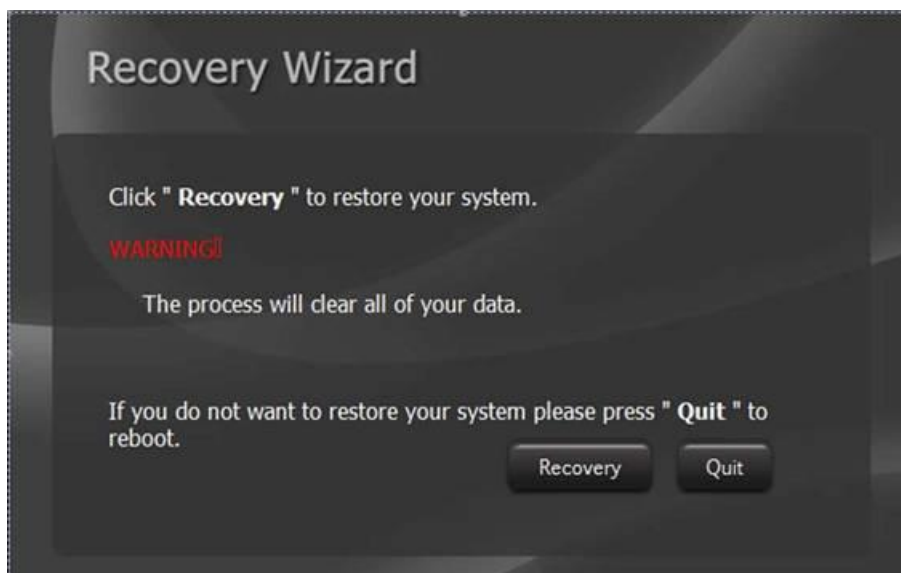 Recovery Wizard
Click " Recovery " to restore your system.
WARNING
The process will clear all of your data.
If you do not want to restore your system please press " Quit " to
reboot.
Recovery Quit